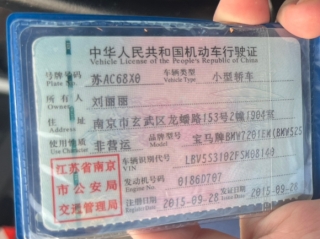 中华人民共和国机动车行驶证
Vehicle License of the People's Republic of China
号牌号码 苏AC68X0 车辆类型 小型轿车
Plate No. Vehicle Type
所有人 刘丽丽
Owner
住址 南京市玄武区龙蟠路153号2幢1904室
Address
使用性质 非营运 品牌型号 宝马牌BMW7201EM(BMW525
Use Character
江苏省南
京市公安局
交通管理局
车辆识别代号
VIN
发动机号码 0186D707
Engine No.
注册日期 2015-09-28 发证日期 2015-09-28
Register Date Issue Date